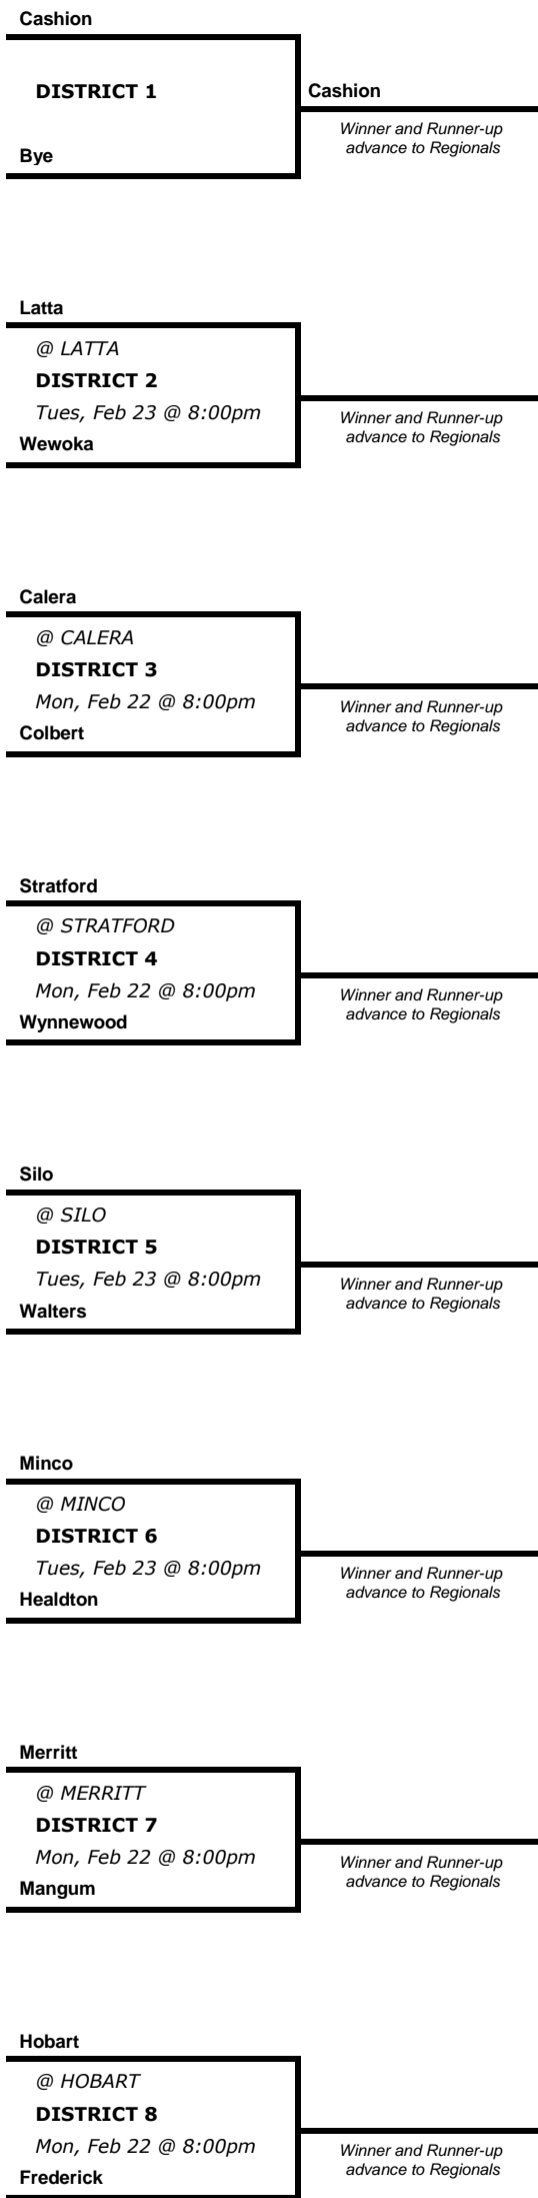 Cashion
DISTRICT 1
Cashion
Winner and Runner-up
advance to Regionals
Bye
Latta
@ LATTA
DISTRICT 2
Tues, Feb 23 @ 8:00pm
Wewoka
Winner and Runner-up
advance to Regionals
Calera
@ CALERA
DISTRICT 3
Mon, Feb 22 @ 8:00pm
Colbert
Winner and Runner-up
advance to Regionals
Stratford
@ STRATFORD
DISTRICT 4
Mon, Feb 22 @ 8:00pm
Wynnewood
Winner and Runner-up
advance to Regionals
Silo
@ SILO
DISTRICT 5
Tues, Feb 23 @ 8:00pm
Walters
Winner and Runner-up
advance to Regionals
Minco
@ MINCO
DISTRICT 6
Tues, Feb 23 @ 8:00pm
Healdton
Winner and Runner-up
advance to Regionals
Merritt
@ MERRITT
DISTRICT 7
Mon, Feb 22 @ 8:00pm
Mangum
Winner and Runner-up
advance to Regionals
Hobart
@ HOBART
DISTRICT 8
Mon, Feb 22 @ 8:00pm
Frederick
Winner and Runner-up
advance to Regionals